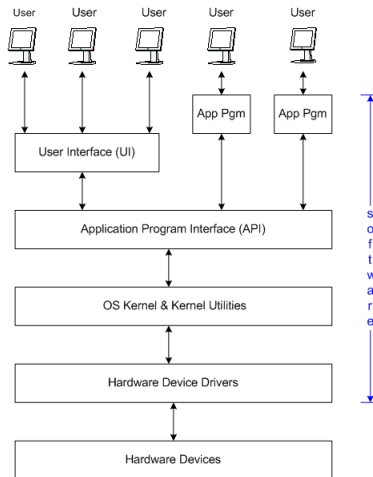 User User User User User
App Pgm App Pgm
User Interface (UI)
Application Program Interface (API)
OS Kernel & Kernel Utilities
Hardware Device Drivers
Hardware Devices
software